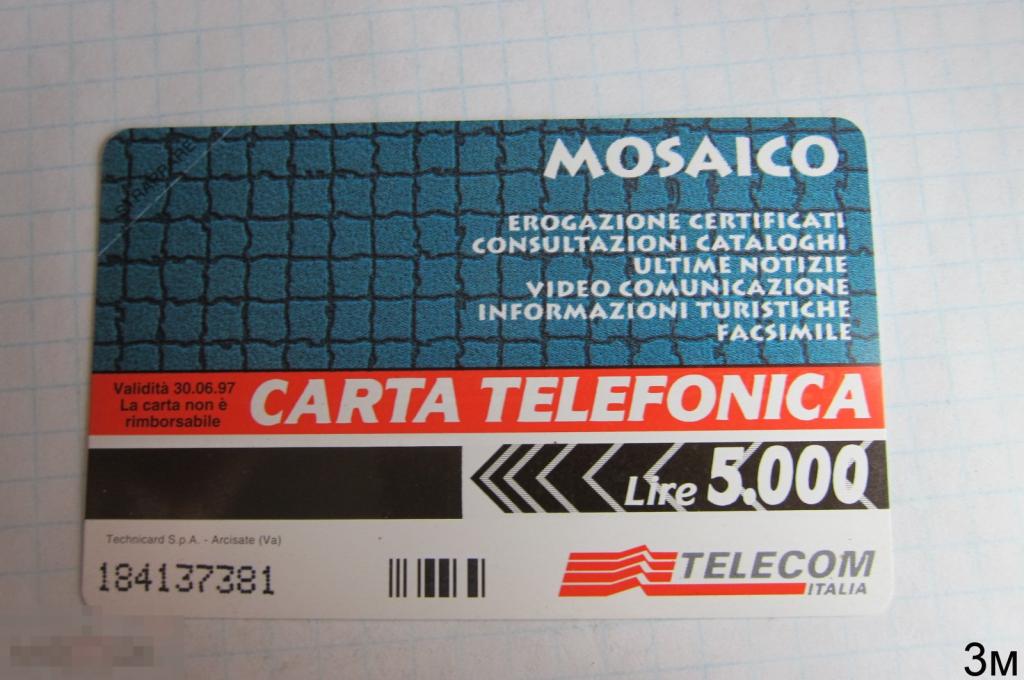 STRAPPARE
MOSAICO
EROGAZIONE CERTIFICATI
CONSULTAZIONI CATALOGHI
ULTIME NOTIZIE
VIDEO COMUNICAZIONE
INFORMAZIONI TURISTICHE
FACSIMILE
Validità 30.06.97
La carta non è
rimborsabile
CARTA TELEFONICA
Lire 5.000
Technicard S.p.A. - Arcisate (Va)
184137381
TELECOM
ITALIA
3м